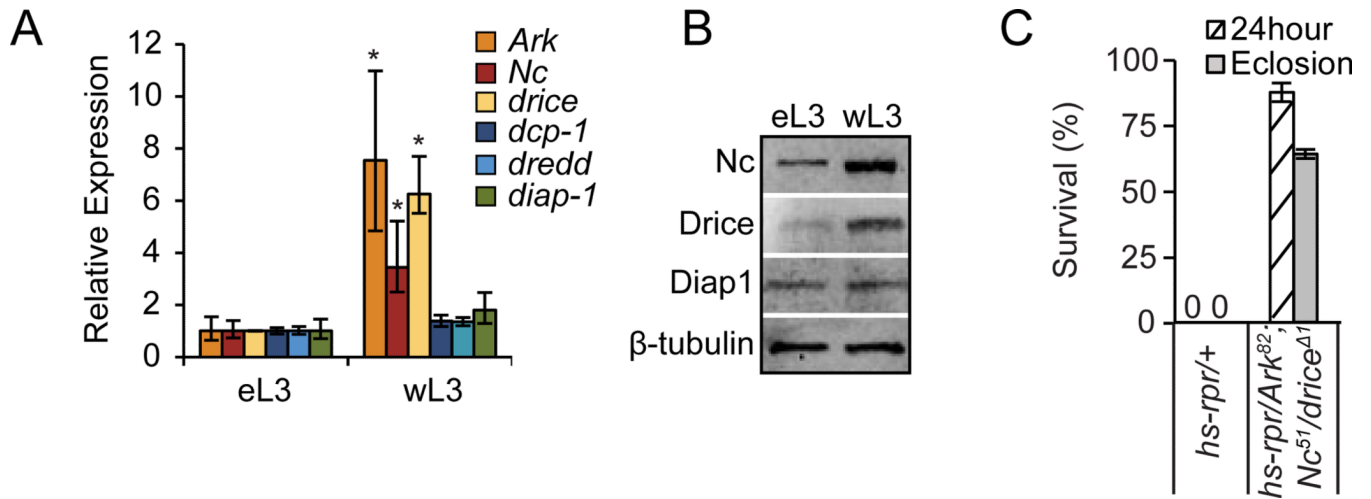 A
Relative Expression
12
10
8
6
4
2
0
*
*
*
Ark
Nc
drice
dcp-1
dredd
diap-1
eL3
wL3
B
eL3 wL3
Nc
Drice
Diap1
β-tubulin
C
24hour
Eclosion
Survival (%)
100
75
50
25
0
0 0
hs-rpr/+
hs-rpr/Ark⁸²;
Nc⁵¹/driceᐃ¹